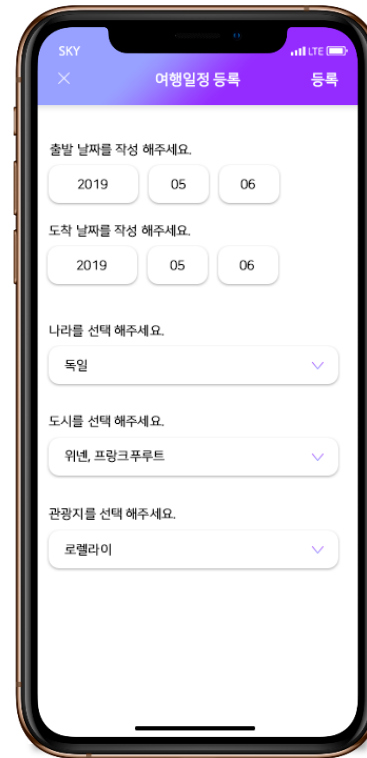 SKY LTE
여행일정 등록 등록
출발 날짜를 작성 해주세요.
2019 05 06
도착 날짜를 작성 해주세요.
2019 05 06
나라를 선택 해주세요.
독일
도시를 선택 해주세요.
위넨, 프랑크푸루트
관광지를 선택 해주세요.
로렐라이